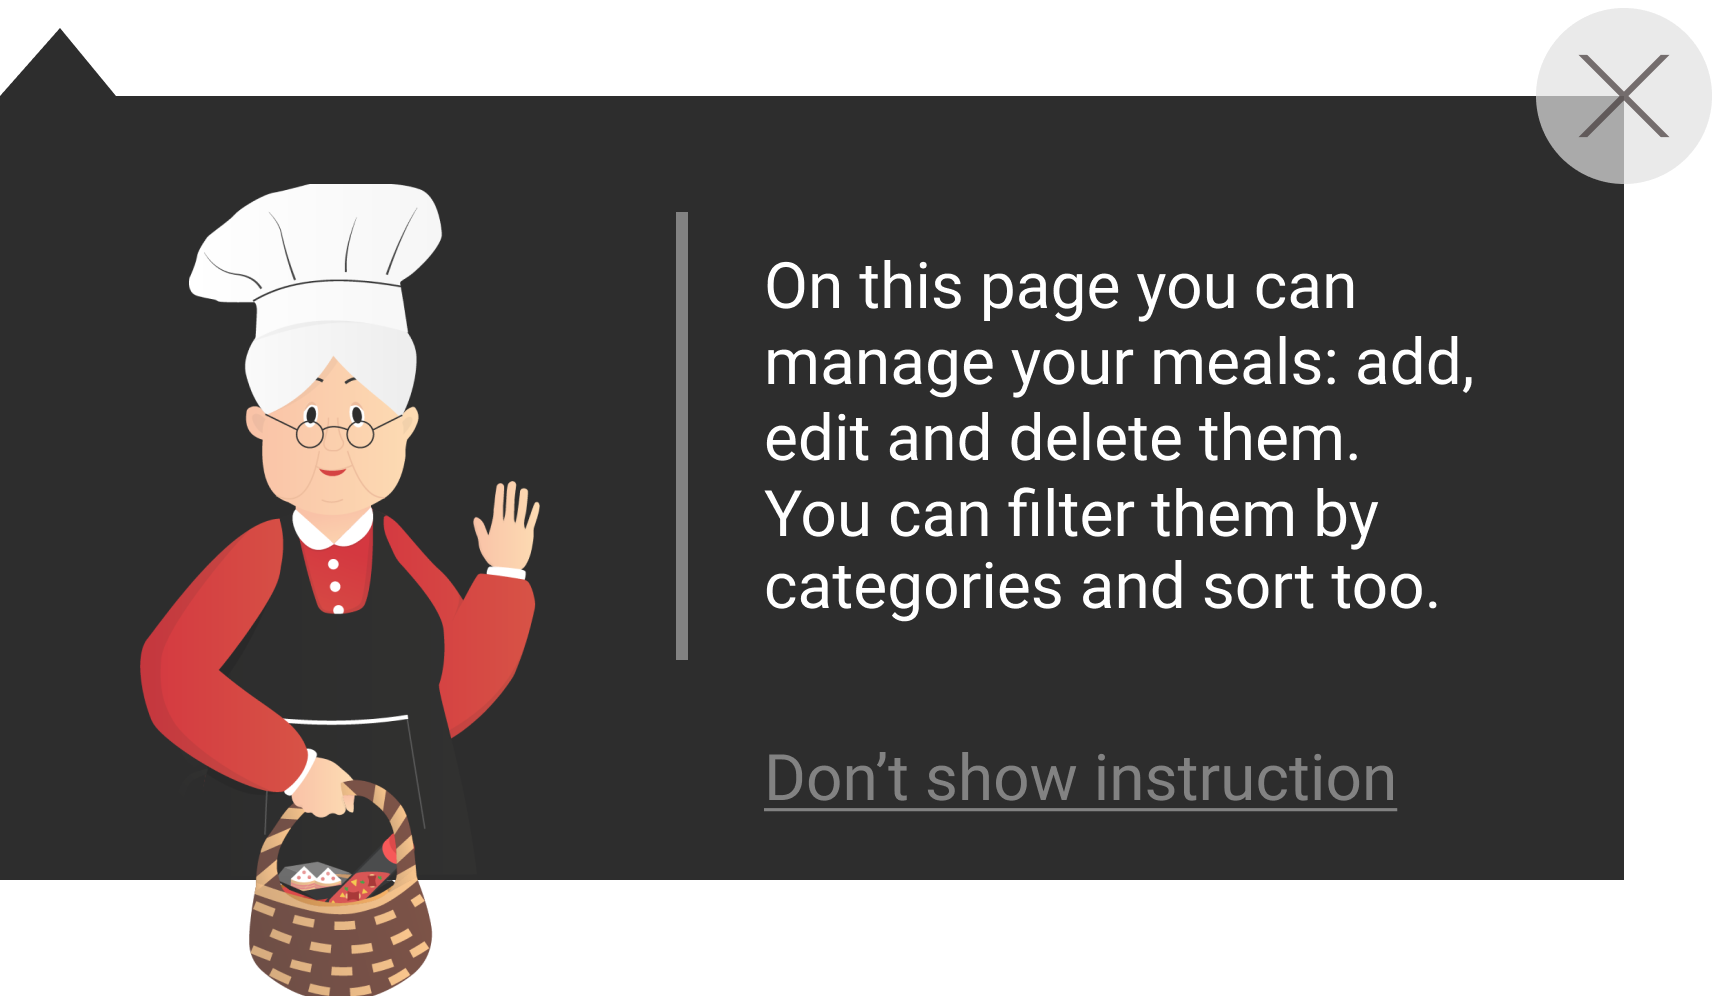 On this page you can
manage your meals: add,
edit and delete them.
You can filter them by
categories and sort too.
Don’t show instruction